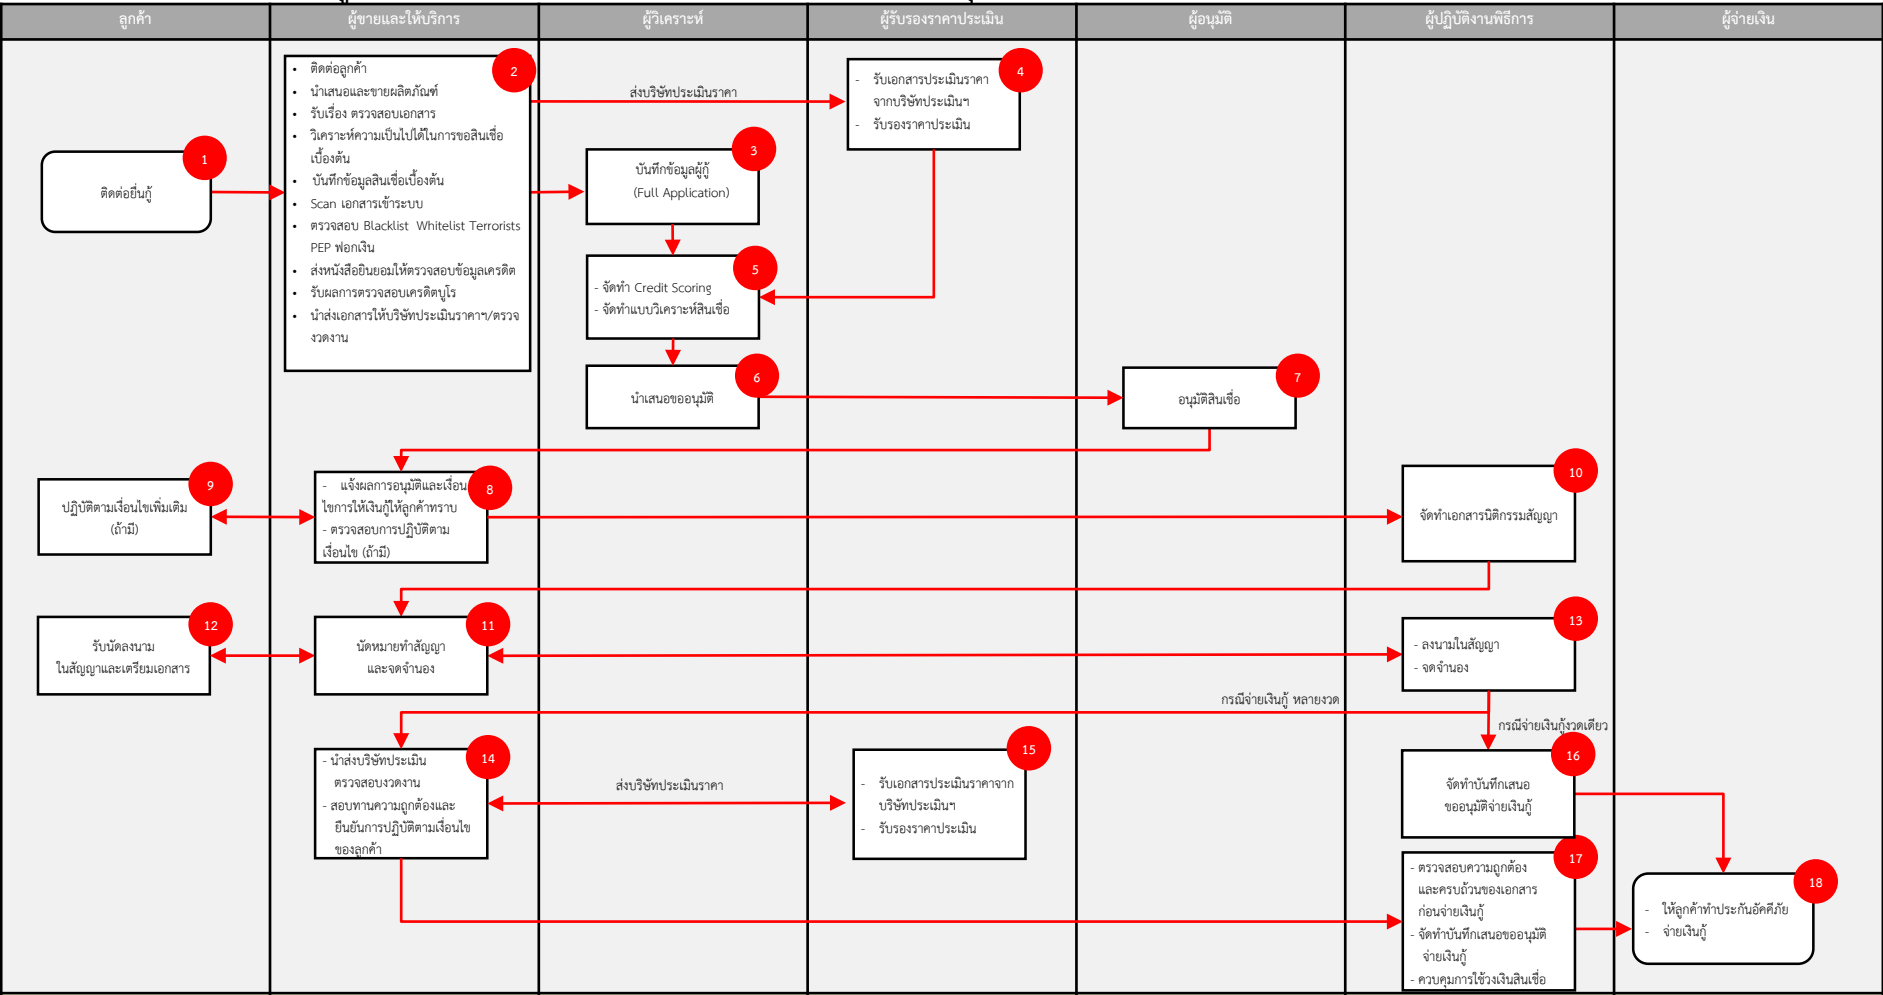 ลูกค้า
ผู้ขายและให้บริการ
ผู้วิเคราะห์
ผู้รับรองราคาประเมิน
ผู้อนุมัติ
ผู้ปฏิบัติงานพิธีการ
ผู้จ่ายเงิน
1
ติดต่อยื่นกู้
2
• ติดต่อลูกค้า
• นำเสนอและขายผลิตภัณฑ์
• รับเรื่อง ตรวจสอบเอกสาร
• วิเคราะห์ความเป็นไปได้ในการขอสินเชื่อ
เบื้องต้น
• บันทึกข้อมูลสินเชื่อเบื้องต้น
• Scan เอกสารเข้าระบบ
• ตรวจสอบ Blacklist Whitelist Terrorists
PEP ฟอกเงิน
• ส่งหนังสือยินยอมให้ตรวจสอบข้อมูลเครดิต
• รับผลการตรวจสอบเครดิตบูโร
• นำส่งเอกสารให้บริษัทประเมินราคาฯ/ตรวจ
งวดงาน
ส่งบริษัทประเมินราคา
3
บันทึกข้อมูลผู้กู้
(Full Application)
4
- รับเอกสารประเมินราคา
จากบริษัทประเมินฯ
- รับรองราคาประเมิน
5
- จัดทำ Credit Scoring
- จัดทำแบบวิเคราะห์สินเชื่อ
6
นำเสนอขออนุมัติ
7
อนุมัติสินเชื่อ
8
- แจ้งผลการอนุมัติและเงื่อน
ไขการให้เงินกู้ให้ลูกค้าทราบ
- ตรวจสอบการปฏิบัติตาม
เงื่อนไข (ถ้ามี)
9
ปฏิบัติตามเงื่อนไขเพิ่มเติม
(ถ้ามี)
10
จัดทำเอกสารนิติกรรมสัญญา
11
นัดหมายทำสัญญา
และจดจำนอง
12
รับนัดลงนาม
ในสัญญาและเตรียมเอกสาร
13
- ลงนามในสัญญา
- จดจำนอง
กรณีจ่ายเงินกู้ หลายงวด
กรณีจ่ายเงินกู้งวดเดียว
14
- นำส่งบริษัทประเมิน
ตรวจสอบงวดงาน
- สอบทานความถูกต้องและ
ยืนยันการปฏิบัติตามเงื่อนไข
ของลูกค้า
ส่งบริษัทประเมินราคา
15
- รับเอกสารประเมินราคาจาก
บริษัทประเมินฯ
- รับรองราคาประเมิน
16
จัดทำบันทึกเสนอ
ขออนุมัติจ่ายเงินกู้
17
- ตรวจสอบความถูกต้อง
และครบถ้วนของเอกสาร
ก่อนจ่ายเงินกู้
- จัดทำบันทึกเสนอขออนุมัติ
จ่ายเงินกู้
- ควบคุมการใช้วงเงินสินเชื่อ
18
- ให้ลูกค้าทำประกันอัคคีภัย
- จ่ายเงินกู้